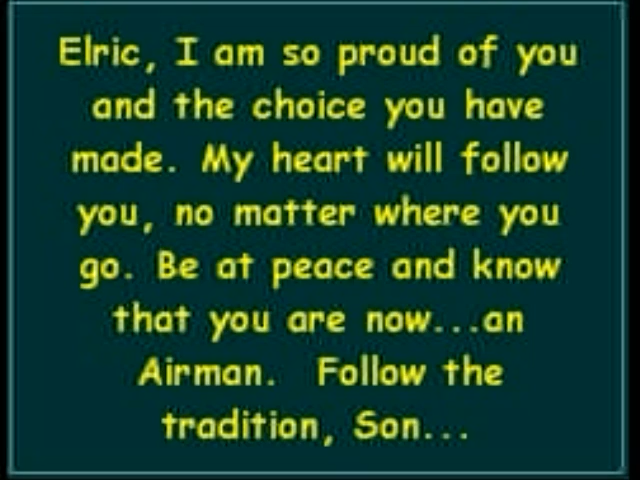 Elric, I am so proud of you
and the choice you have
made. My heart will follow
you, no matter where you
go. Be at peace and know
that you are now...an
Airman. Follow the
tradition, Son...